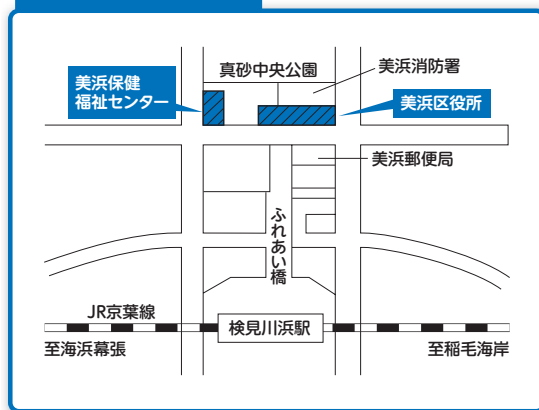 真砂中央公園
美浜消防署
美浜保健
福祉センター
美浜区役所
美浜郵便局
ふれあい橋
JR京葉線
検見川浜駅
至海浜幕張
至稲毛海岸